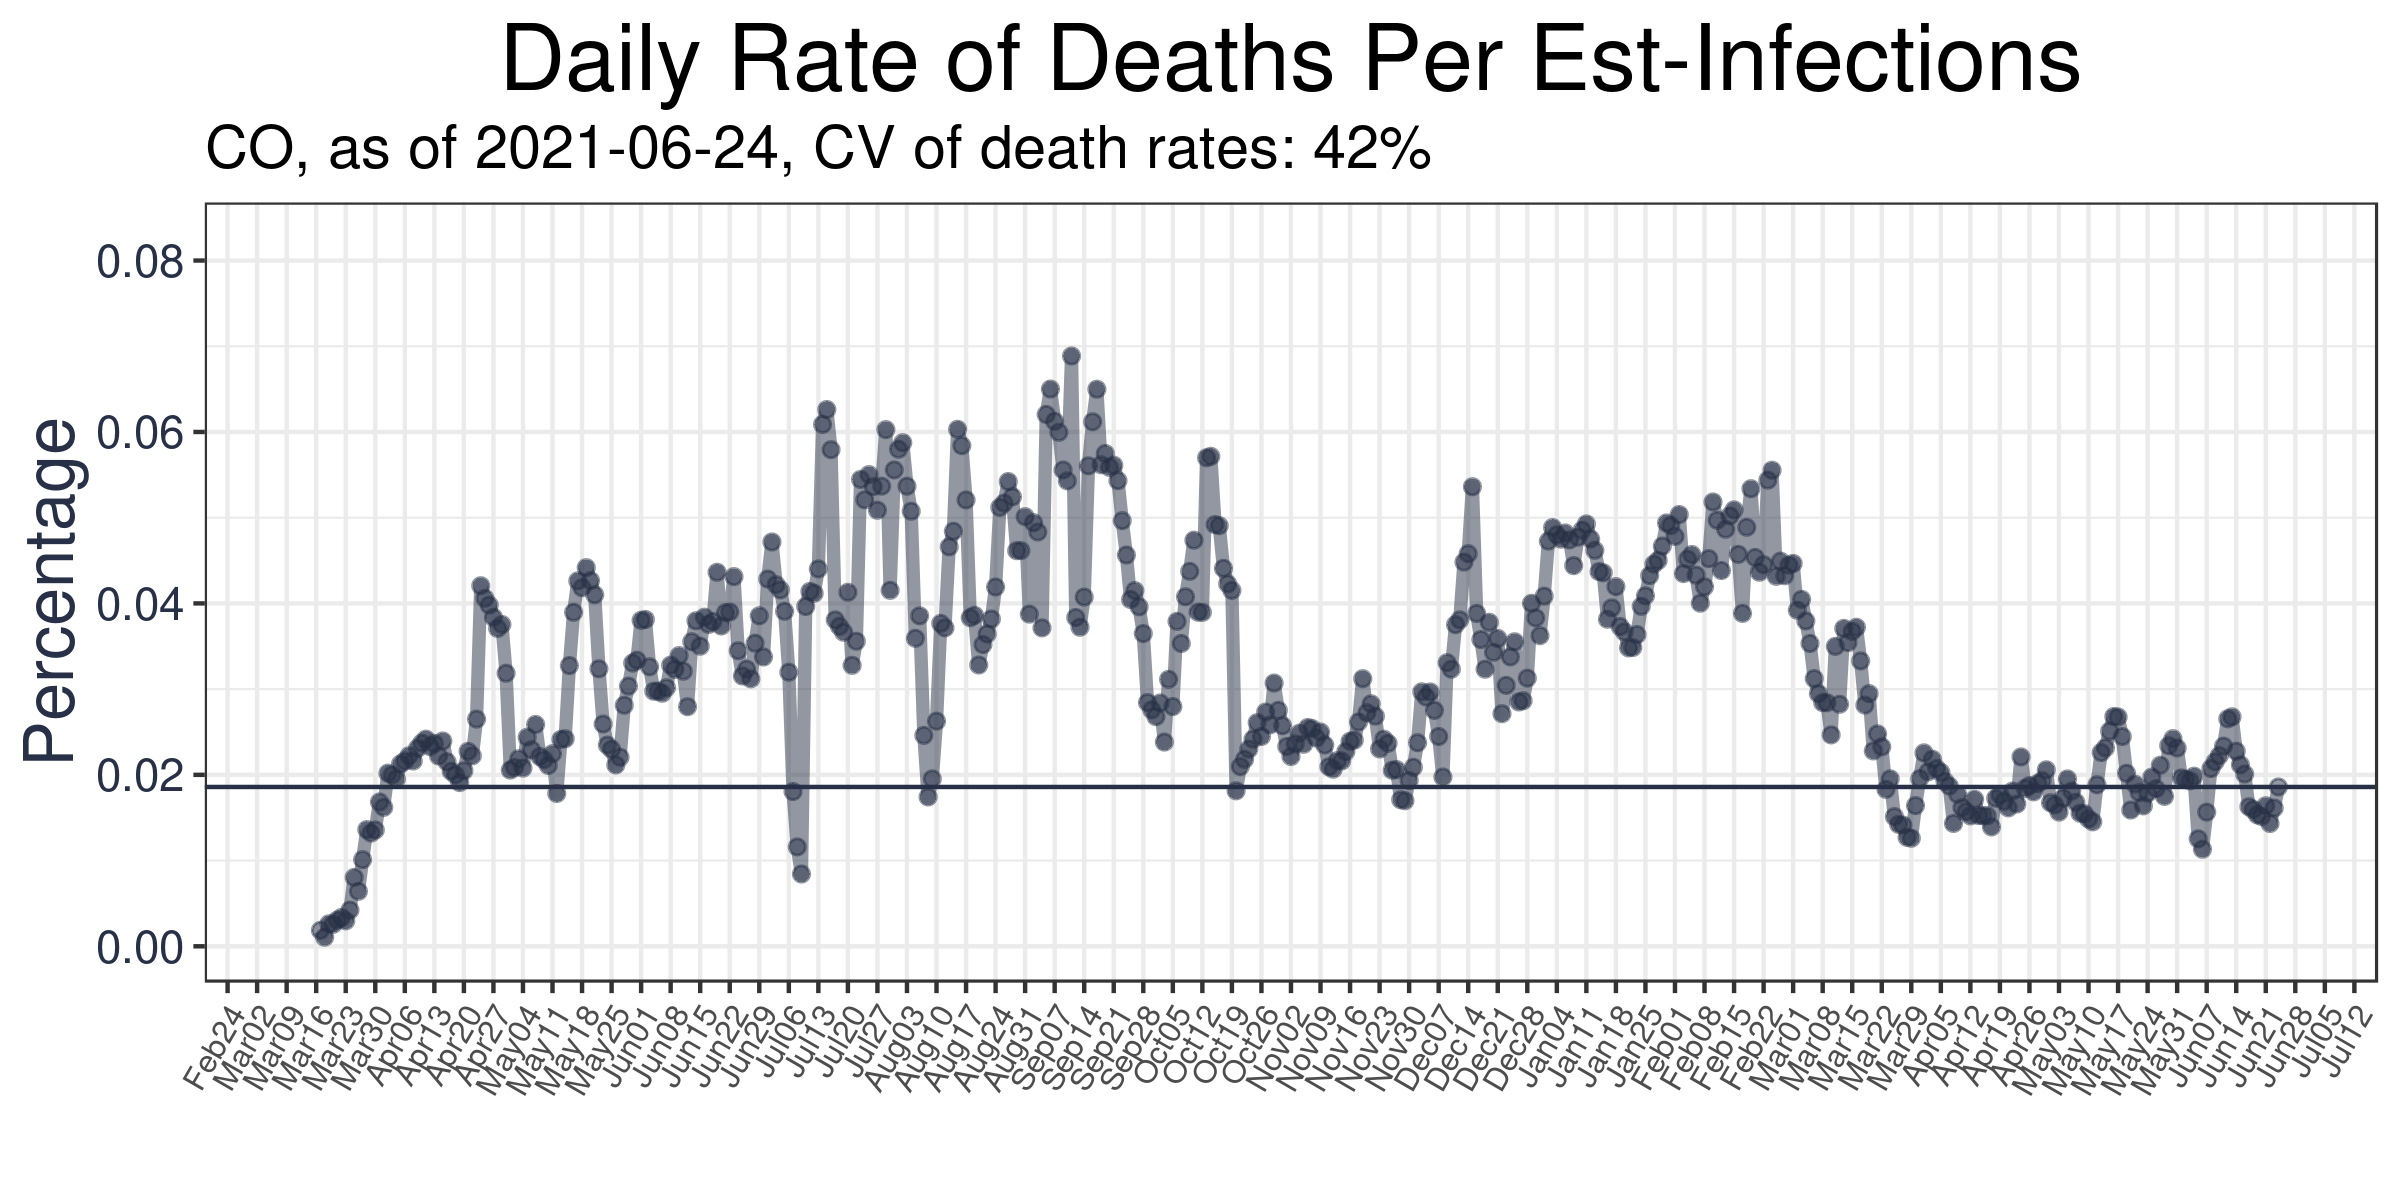 Daily Rate of Deaths Per Est-Infections
CO, as of 2021-06-24, CV of death rates: 42%
Percentage
0.08
0.06
0.04
0.02
0.00
Feb24
Mar02
Mar09
Mar16
Mar23
Mar30
Apr06
Apr13
Apr20
Apr27
May04
May11
May18
May25
Jun01
Jun08
Jun15
Jun22
Jun29
Jul06
Jul13
Jul20
Jul27
Aug03
Aug10
Aug17
Aug24
Aug31
Sep07
Sep14
Sep21
Sep28
Oct05
Oct12
Oct19
Oct26
Nov02
Nov09
Nov16
Nov23
Nov30
Dec07
Dec14
Dec21
Dec28
Jan04
Jan11
Jan18
Jan25
Feb01
Feb08
Feb15
Feb22
Mar01
Mar08
Mar15
Mar22
Mar29
Apr05
Apr12
Apr19
Apr26
May03
May10
May17
May24
May31
Jun07
Jun14
Jun21
Jun28
Jul05
Jul12